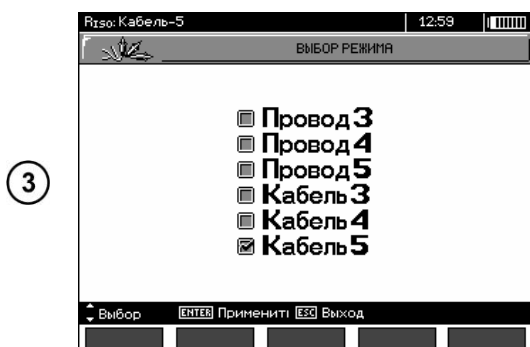 RISO: Кабель-5 12:59
ВЫБОР РЕЖИМА
Провод 3
Провод 4
Провод 5
Кабель 3
Кабель 4
Кабель 5
3
Выбор ENTER Применить ESC Выход